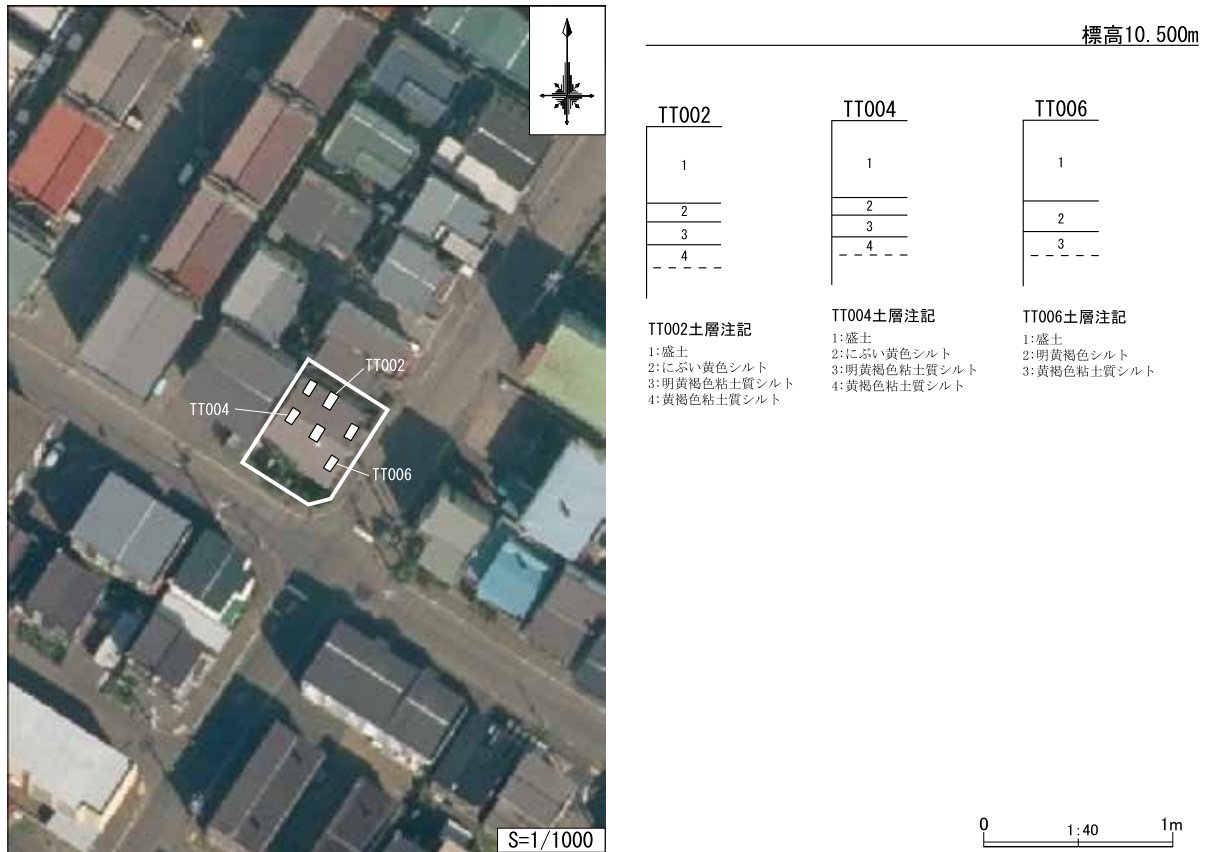 TT002
TT004
TT006
S=1/1000
標高10.500m
TT002
1
2
3
4
TT004
1
2
3
4
TT006
1
2
3
TT002土層注記
1:盛土
2:にぶい黄色シルト
3:明黄褐色粘土質シルト
4:黄褐色粘土質シルト
TT004土層注記
1:盛土
2:にぶい黄色シルト
3:明黄褐色粘土質シルト
4:黄褐色粘土質シルト
TT006土層注記
1:盛土
2:明黄褐色シルト
3:黄褐色粘土質シルト
0 1:40 1m